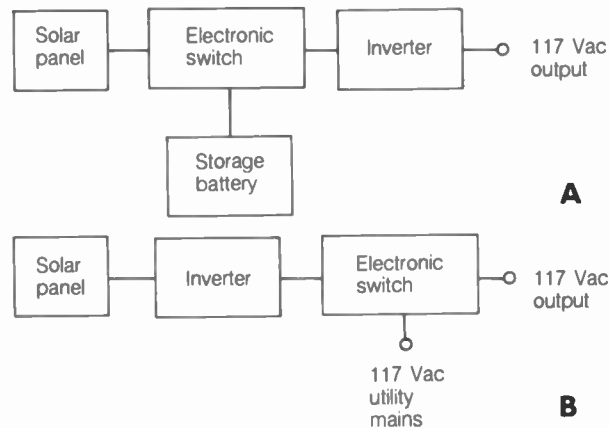 Solar
panel
Electronic
switch
Inverter
117 Vac
output
Storage
battery
A
Solar
panel
Inverter
Electronic
switch
117 Vac
output
117 Vac
utility
mains
B